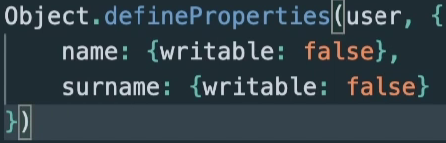 Object.defineProperties(user, {
    name: {writable: false},
    surname: {writable: false}
})